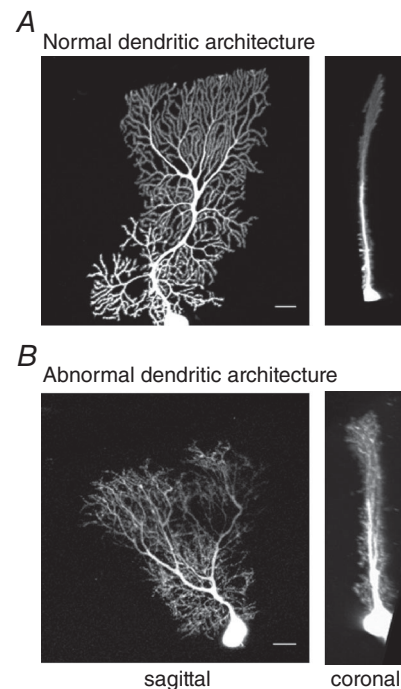 A
Normal dendritic architecture
B
Abnormal dendritic architecture
sagittal coronal